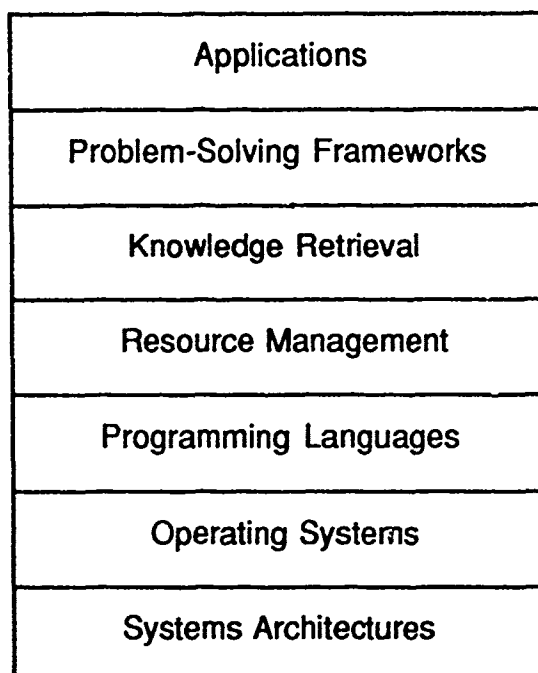 Applications
Problem-Solving Frameworks
Knowledge Retrieval
Resource Management
Programming Languages
Operating Systems
Systems Architectures